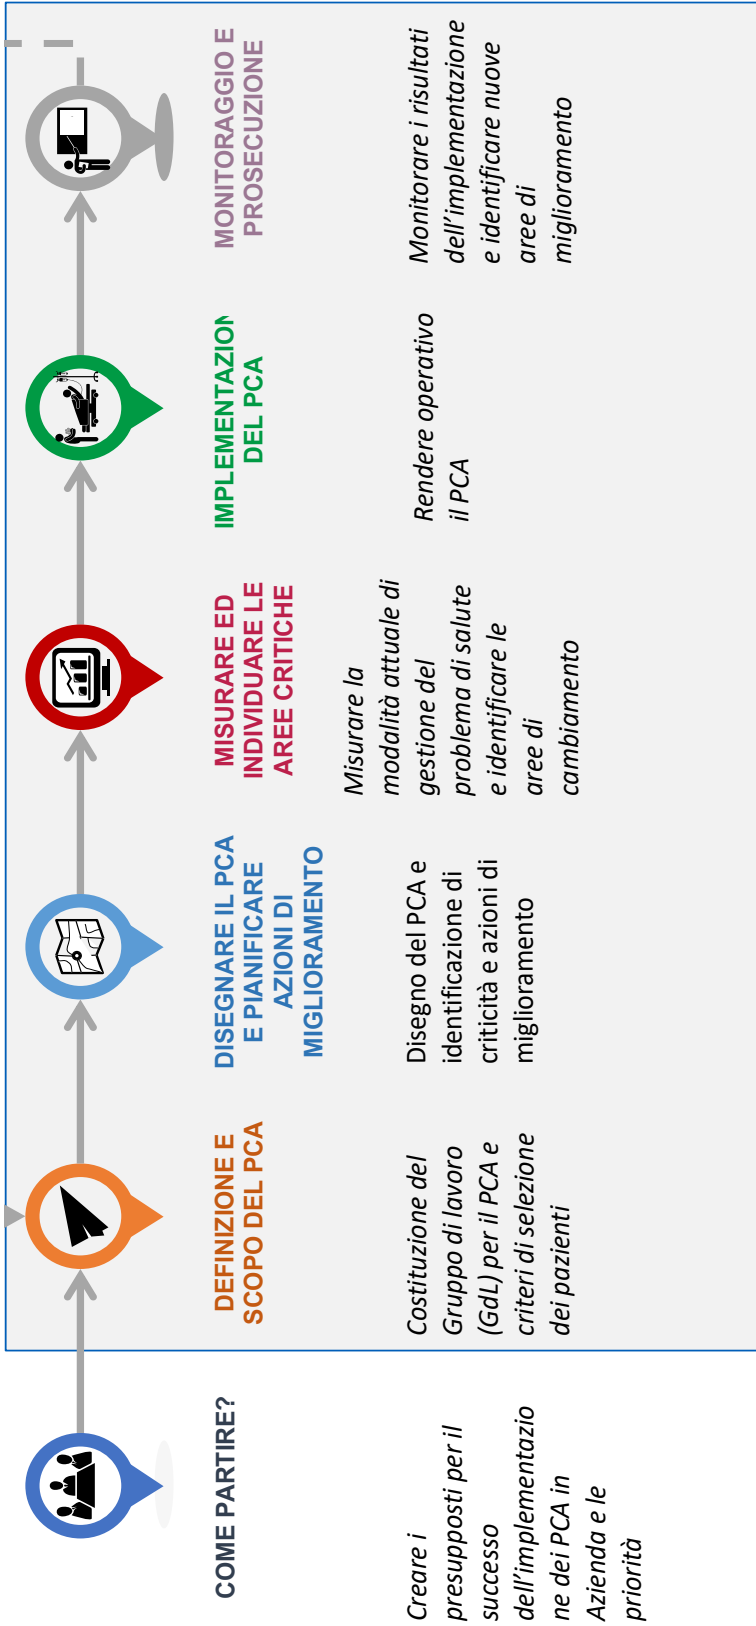 COME PARTIRE?
Creare i
presupposti per il
successo
dell'implementazio
ne dei PCA in
Azienda e le
priorità
DEFINIZIONE E
SCOPO DEL PCA
Costituzione del
Gruppo di lavoro
(GdL) per il PCA e
criteri di selezione
dei pazienti
DISEGNARE IL PCA
E PIANIFICARE
AZIONI DI
MIGLIORAMENTO
Disegno del PCA e
identificazione di
criticità e azioni di
miglioramento
MISURARE ED
INDIVIDUARE LE
AREE CRITICHE
Misurare la
modalità attuale di
gestione del
problema di salute
e identificare le
aree di
cambiamento
IMPLEMENTAZION
DEL PCA
Rendere operativo
il PCA
MONITORAGGIO E
PROSECUZIONE
Monitorare i risultati
dell'implementazione
e identificare nuove
aree di
miglioramento